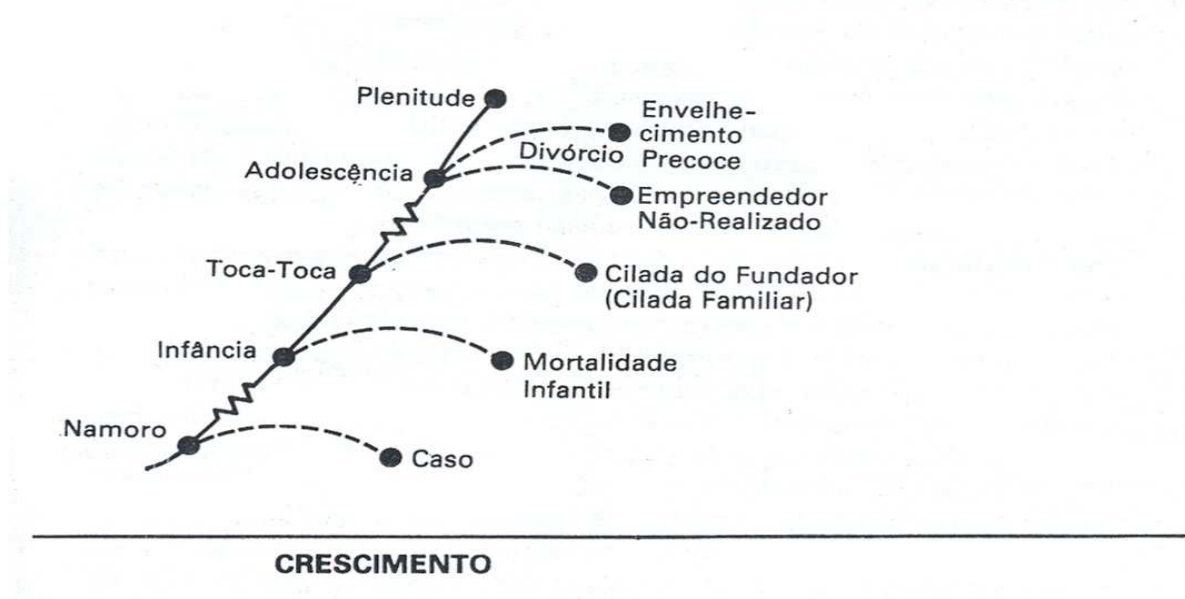 Plenitude
Envelhe-
cimento
Divórcio Precoce
Adolescência
Empreendedor
Não-Realizado
Toca-Toca
Cilada do Fundador
(Cilada Familiar)
Infância
Mortalidade
Infantil
Namoro
Caso
CRESCIMENTO